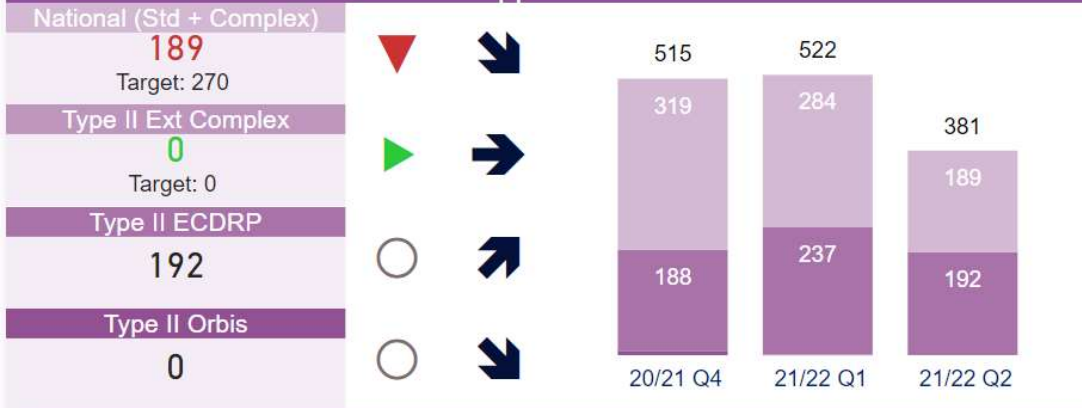 National (Std + Complex)
189
Target: 270
Type II Ext Complex
0
Target: 0
Type II ECDRP
192
Type II Orbis
0
515
319
188
20/21 Q4
522
284
237
21/22 Q1
381
189
192
21/22 Q2